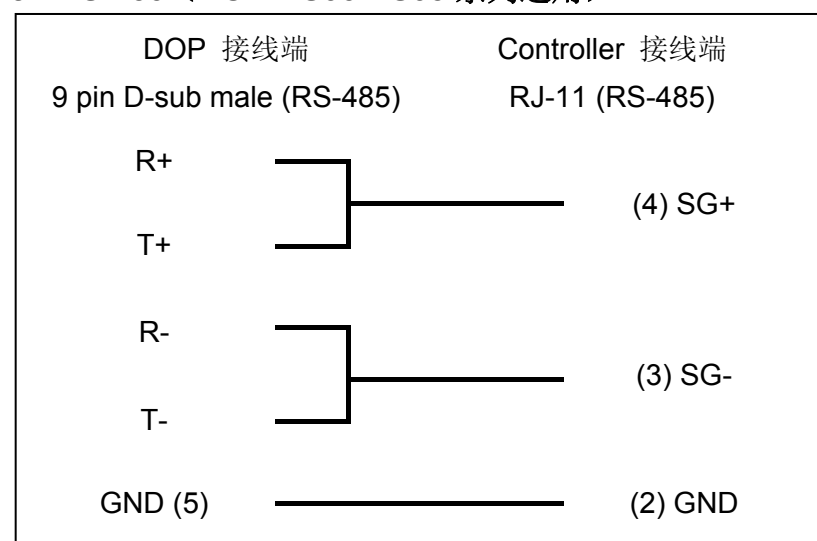 DOP 接线端 Controller 接线端
9 pin D-sub male (RS-485) RJ-11 (RS-485)
R+
(4) SG+
T+
R-
(3) SG-
T-
GND (5) (2) GND